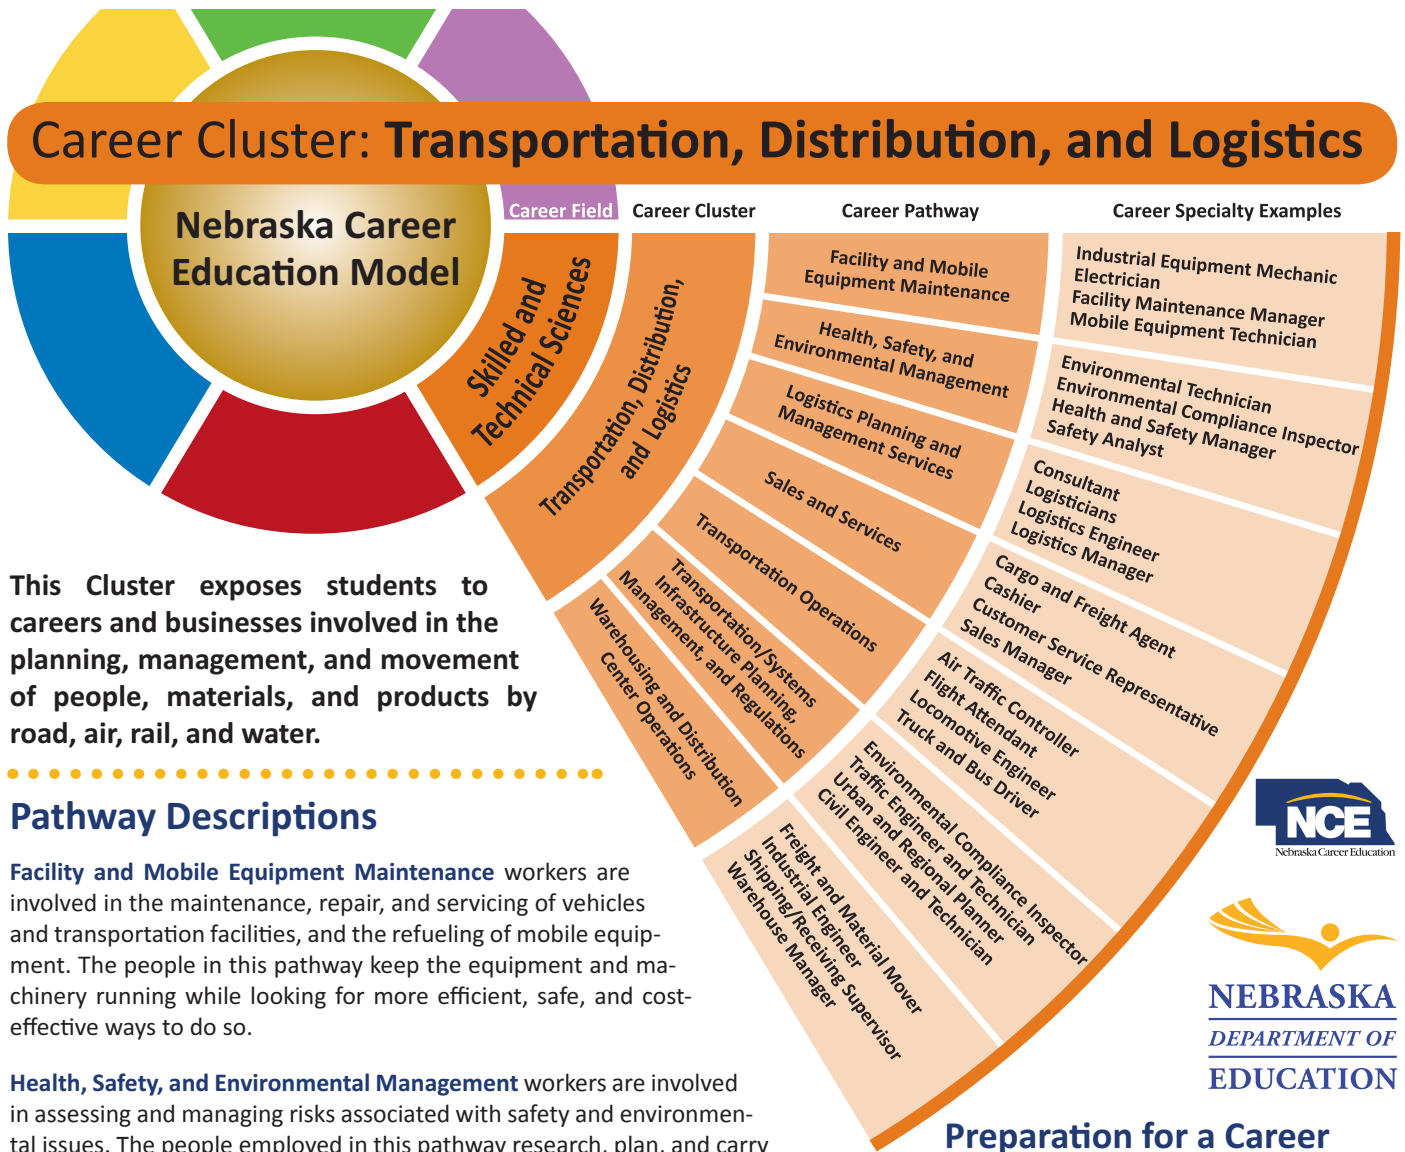 Career Cluster: Transportation, Distribution, and Logistics
Nebraska Career
Education Model
Career Field
Career Cluster
Career Pathway
Career Specialty Examples
Skilled and
Technical Sciences
Transportation, Distribution,
and Logistics
Facility and Mobile
Equipment Maintenance
Industrial Equipment Mechanic
Electrician
Facility Maintenance Manager
Mobile Equipment Technician
Health, Safety, and
Environmental Management
Environmental Technician
Environmental Compliance Inspector
Health and Safety Manager
Safety Analyst
Logistics Planning and
Management Services
Consultant
Logisticians
Logistics Engineer
Logistics Manager
Sales and Services
Cargo and Freight Agent
Cashier
Customer Service Representative
Sales Manager
Transportation Operations
Air Traffic Controller
Flight Attendant
Locomotive Engineer
Truck and Bus Driver
Transportation/Systems
Infrastructure Planning,
Management, and Regulations
Environmental Compliance Inspector
Traffic Engineer and Technician
Urban and Regional Planner
Civil Engineer and Technician
Warehousing and Distribution
Center Operations
Freight and Material Mover
Industrial Engineer
Shipping/Receiving Supervisor
Warehouse Manager
This Cluster exposes students to
careers and businesses involved in the
planning, management, and movement
of people, materials, and products by
road, air, rail, and water.
Pathway Descriptions
Facility and Mobile Equipment Maintenance workers are
involved in the maintenance, repair, and servicing of vehicles
and transportation facilities, and the refueling of mobile equip-
ment. The people in this pathway keep the equipment and ma-
chinery running while looking for more efficient, safe, and cost-
effective ways to do so.
Health, Safety, and Environmental Management workers are involved
in assessing and managing risks associated with safety and environmen-
tal issues. The people employed in this pathway research, plan, and carry
NCE
Nebraska Career Education
NEBRASKA
DEPARTMENT OF
EDUCATION
Preparation for a Career